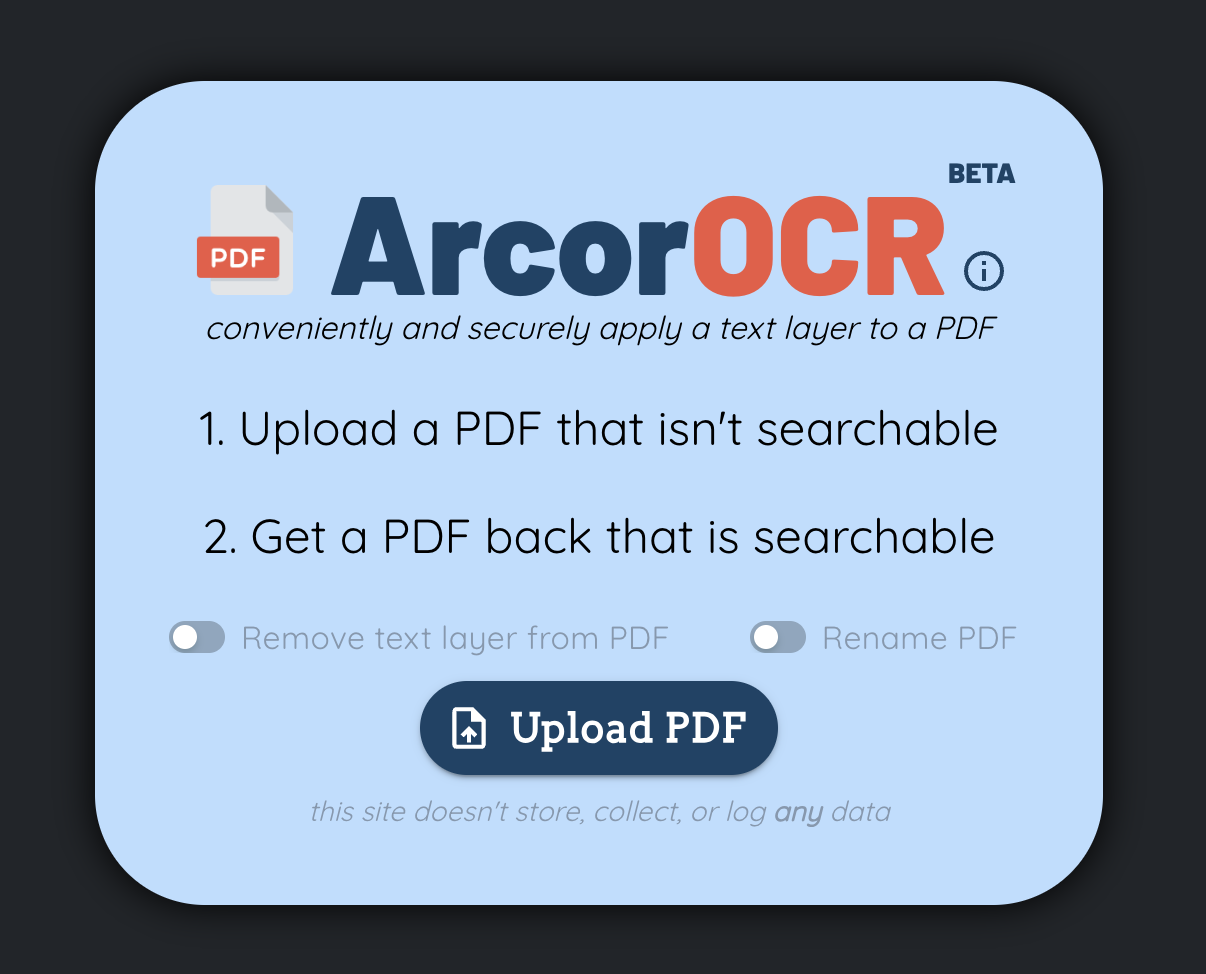 BETA
PDF ArcorOCR
conveniently and securely apply a text layer to a PDF
1. Upload a PDF that isn't searchable
2. Get a PDF back that is searchable
Remove text layer from PDF Rename PDF
Upload PDF
this site doesn't store, collect, or log any data